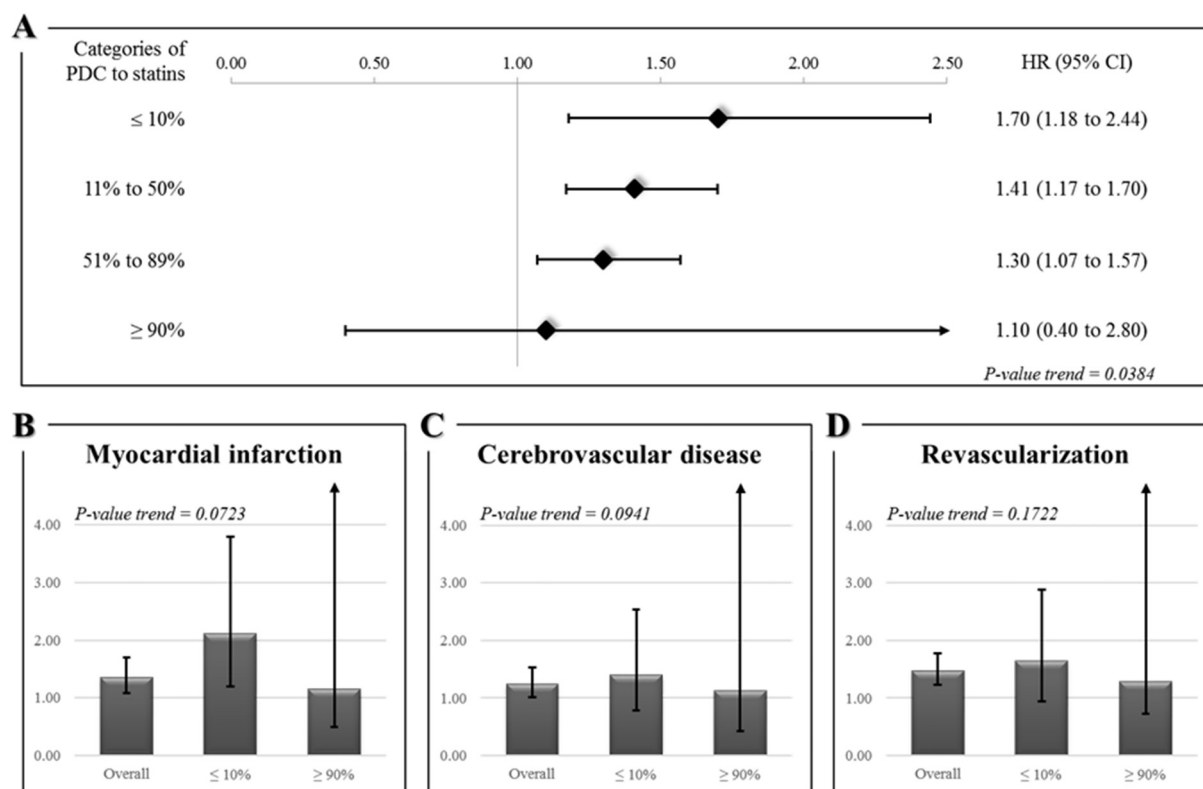 A
Categories of
PDC to statins
0.00 0.50 1.00 1.50 2.00 2.50
HR (95% CI)
≤ 10% 1.70 (1.18 to 2.44)
11% to 50% 1.41 (1.17 to 1.70)
51% to 89% 1.30 (1.07 to 1.57)
≥ 90% 1.10 (0.40 to 2.80)
P-value trend = 0.0384
B
Myocardial infarction
P-value trend = 0.0723
4.00
3.00
2.00
1.00
0.00
Overall ≤ 10% ≥ 90%
C
Cerebrovascular disease
P-value trend = 0.0941
4.00
3.00
2.00
1.00
0.00
Overall ≤ 10% ≥ 90%
D
Revascularization
P-value trend = 0.1722
4.00
3.00
2.00
1.00
0.00
Overall ≤ 10% ≥ 90%